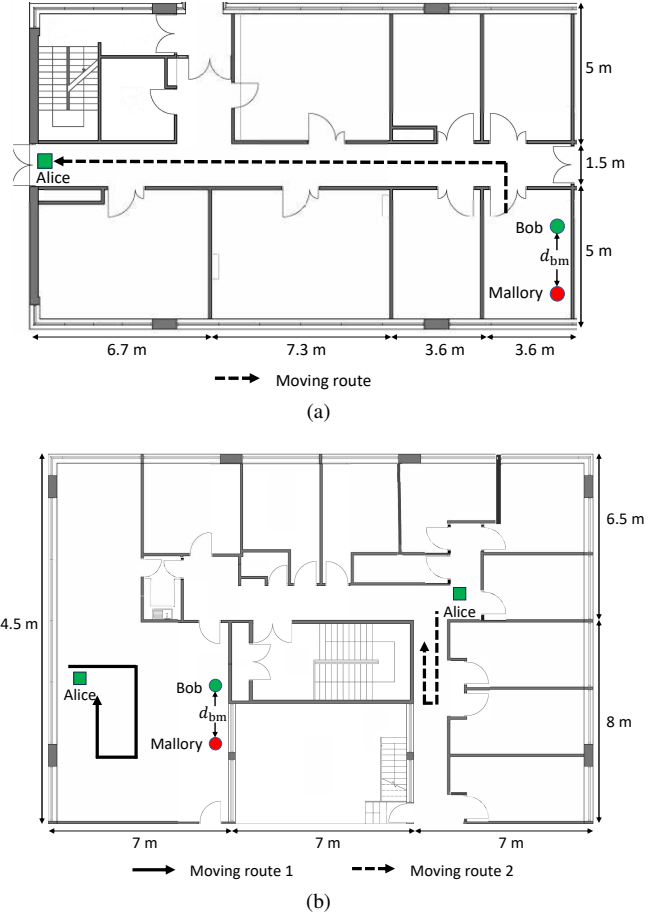 5 m
Alice
1.5 m
Bob
d_bm
5 m
Mallory
6.7 m 7.3 m 3.6 m 3.6 m
Moving route
(a)
6.5 m
4.5 m
Alice
Alice
Bob
d_bm
8 m
Mallory
7 m 7 m 7 m
Moving route 1 Moving route 2
(b)